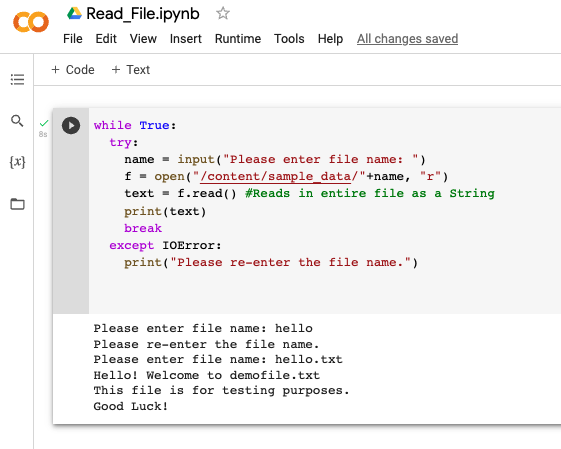 Read_File.ipynb
File Edit View Insert Runtime Tools Help All changes saved
+ Code + Text
8s
{x}
while True:
  try:
    name = input("Please enter file name: ")
    f = open("/content/sample_data/"+name, "r")
    text = f.read() #Reads in entire file as a String
    print(text)
    break
  except IOError:
    print("Please re-enter the file name.")
Please enter file name: hello
Please re-enter the file name.
Please enter file name: hello.txt
Hello! Welcome to demofile.txt
This file is for testing purposes.
Good Luck!